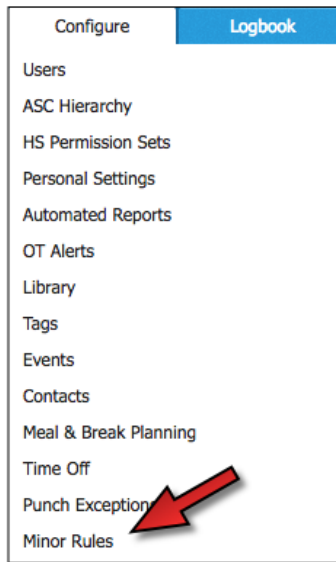 Configure Logbook
Users
ASC Hierarchy
HS Permission Sets
Personal Settings
Automated Reports
OT Alerts
Library
Tags
Events
Contacts
Meal & Break Planning
Time Off
Punch Exceptions
Minor Rules